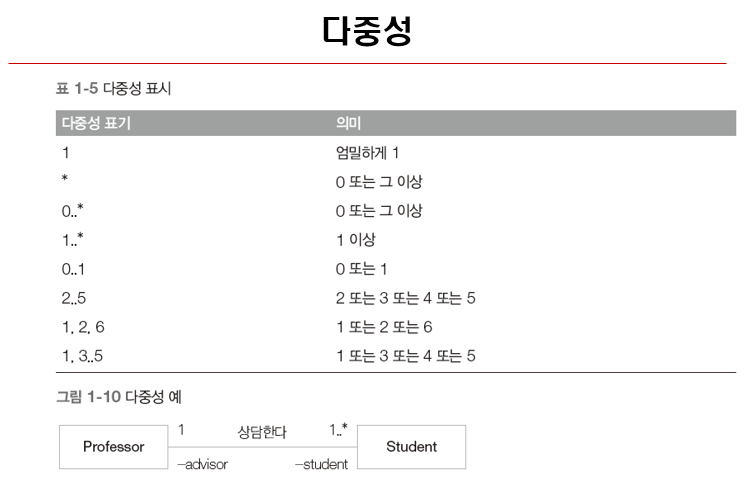 다중성
표 1-5 다중성 표시
다중성 표기 의미
1 엄밀하게 1
* 0 또는 그 이상
0..* 0 또는 그 이상
1..* 1 이상
0..1 0 또는 1
2..5 2 또는 3 또는 4 또는 5
1, 2, 6 1 또는 2 또는 6
1, 3..5 1 또는 3 또는 4 또는 5
그림 1-10 다중성 예
1 상담한다 1..*
Professor Student
–advisor –student